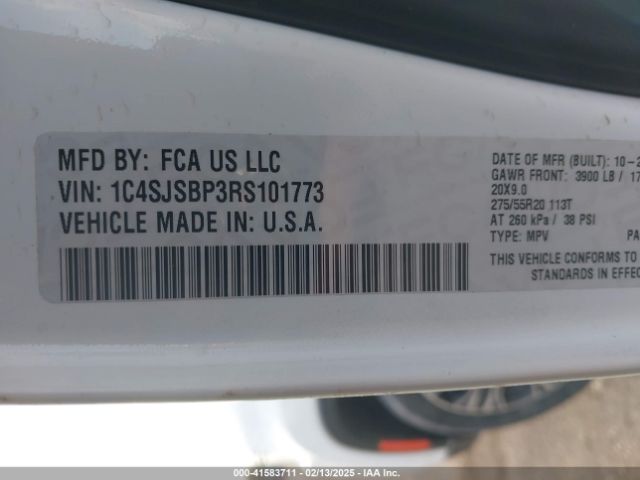 MFD BY: FCA US LLC
VIN: 1C4SJSBP3RS101773
VEHICLE MADE IN: U.S.A.
DATE OF MFR (BUILT): 10-2
GAWR FRONT: 3900 LB / 17
20X9.0
275/55R20 113T
AT 260 kPa / 38 PSI
TYPE: MPV PA
THIS VEHICLE CONFORMS TO
STANDARDS IN EFFEC
00-41583711 - 02/13/2025 - IAA Inc.